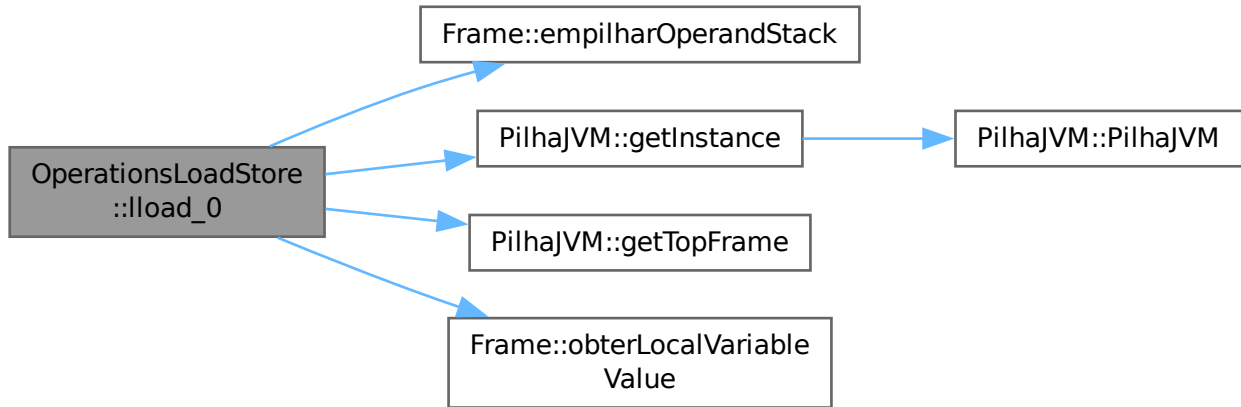 Frame::empilharOperandStack
OperationsLoadStore
::lload_0
PilhaJVM::getInstance
PilhaJVM::PilhaJVM
PilhaJVM::getTopFrame
Frame::obterLocalVariable
Value